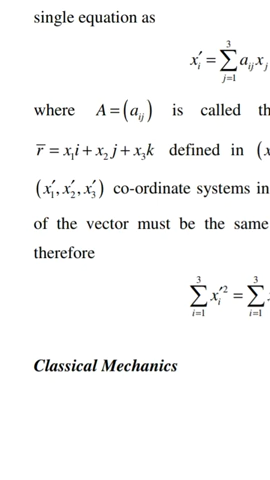 single equation as
x′ᵢ = ∑ⱼ₌₁³ aᵢⱼxⱼ
where A = (aᵢⱼ) is called
r̄ = x₁i + x₂j + x₃k defined in (
(x′₁, x′₂, x′₃) co-ordinate systems in
of the vector must be the same
therefore
∑ᵢ₌₁³ x′ᵢ² = ∑ᵢ₌₁³
Classical Mechanics